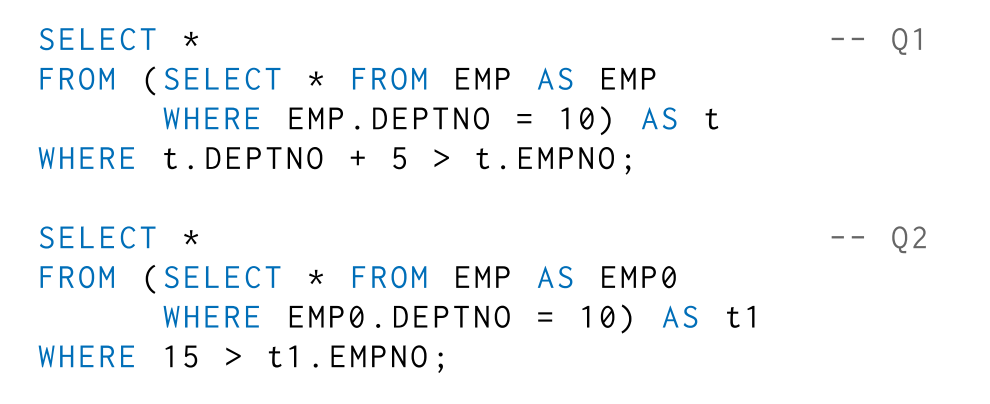 SELECT * -- Q1
FROM (SELECT * FROM EMP AS EMP
WHERE EMP.DEPTNO = 10) AS t
WHERE t.DEPTNO + 5 > t.EMPNO;
SELECT * -- Q2
FROM (SELECT * FROM EMP AS EMP0
WHERE EMP0.DEPTNO = 10) AS t1
WHERE 15 > t1.EMPNO;